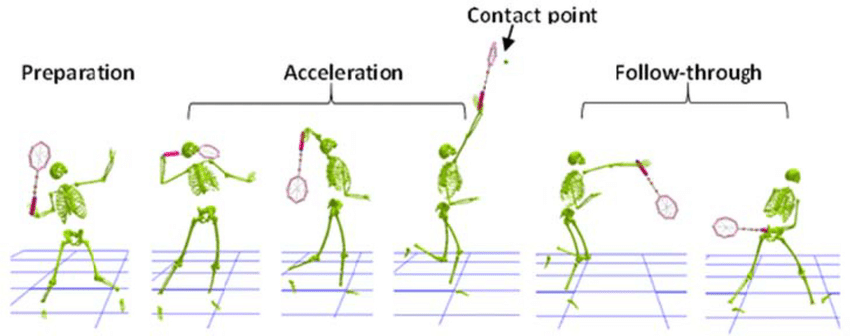 Contact point
Preparation
Acceleration
Follow-through